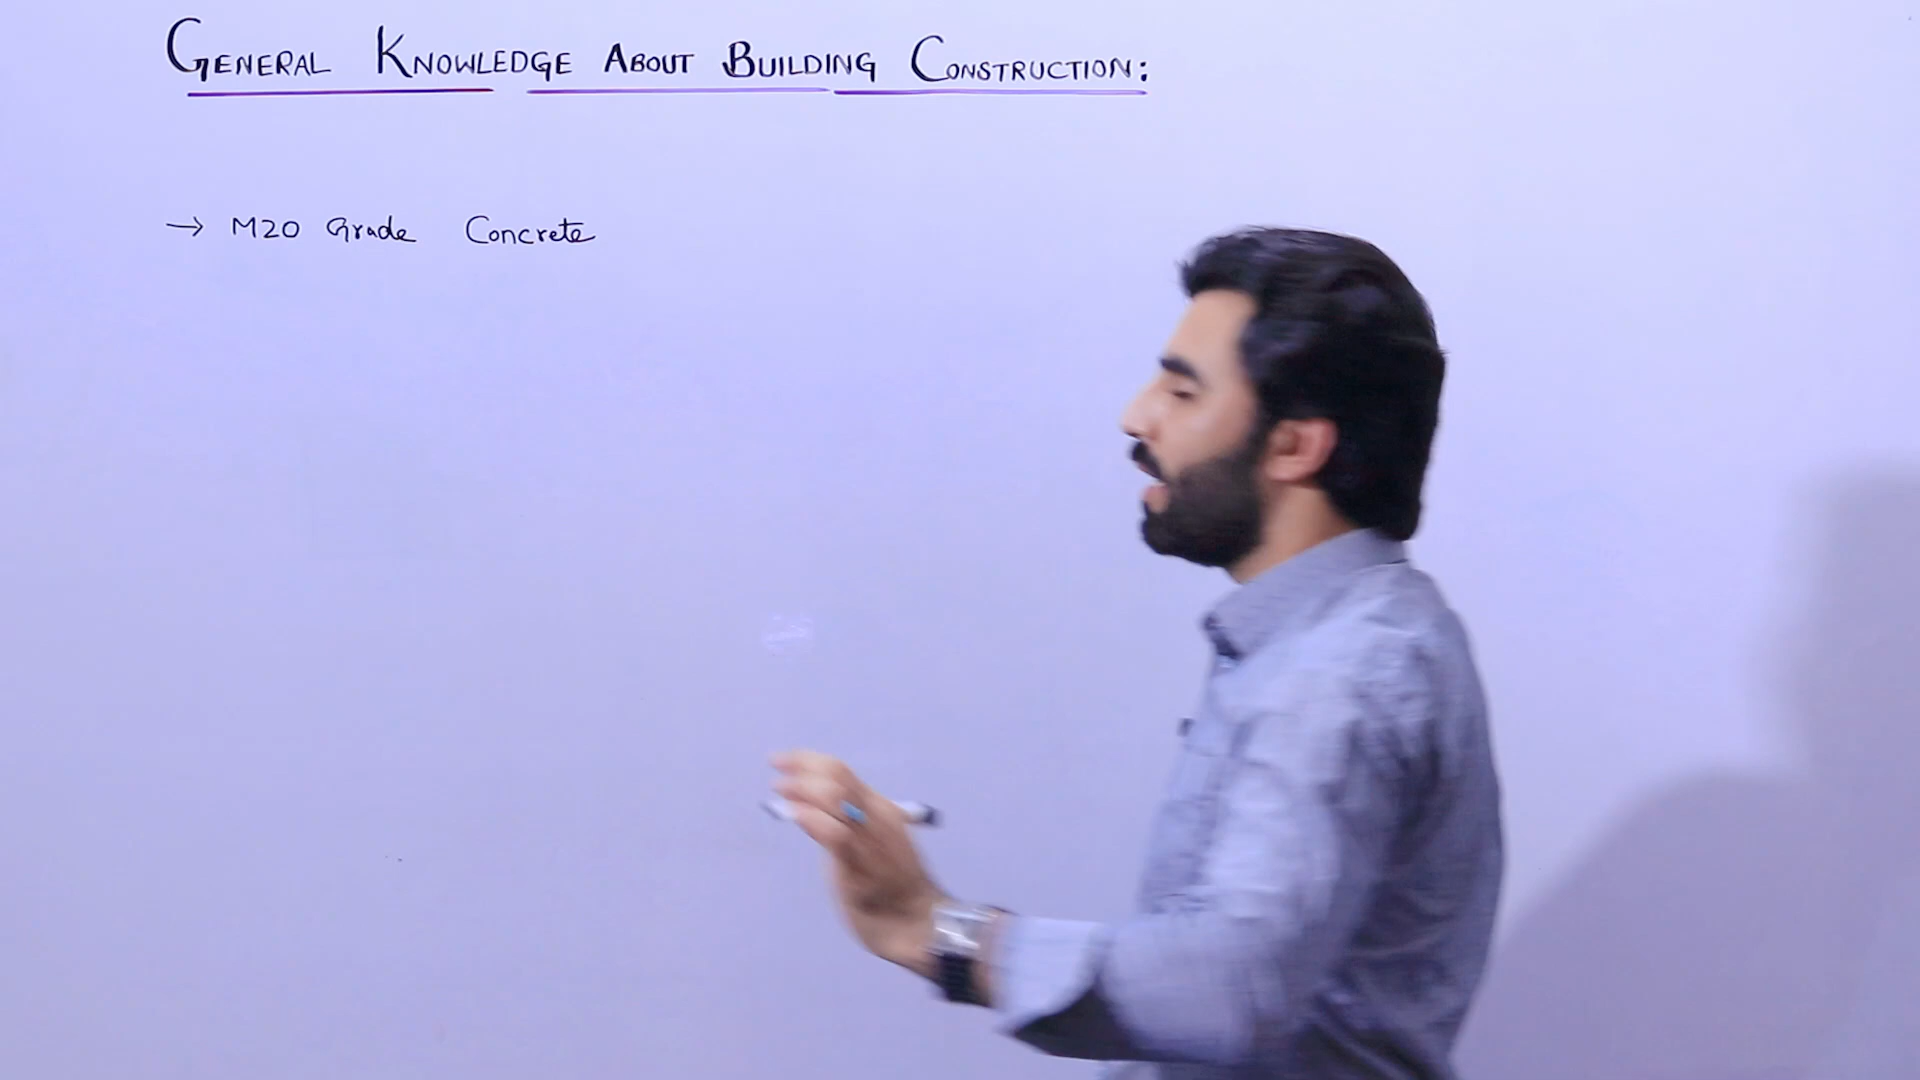 GENERAL KNOWLEDGE ABOUT BUILDING CONSTRUCTION:
→ M20 Grade Concrete